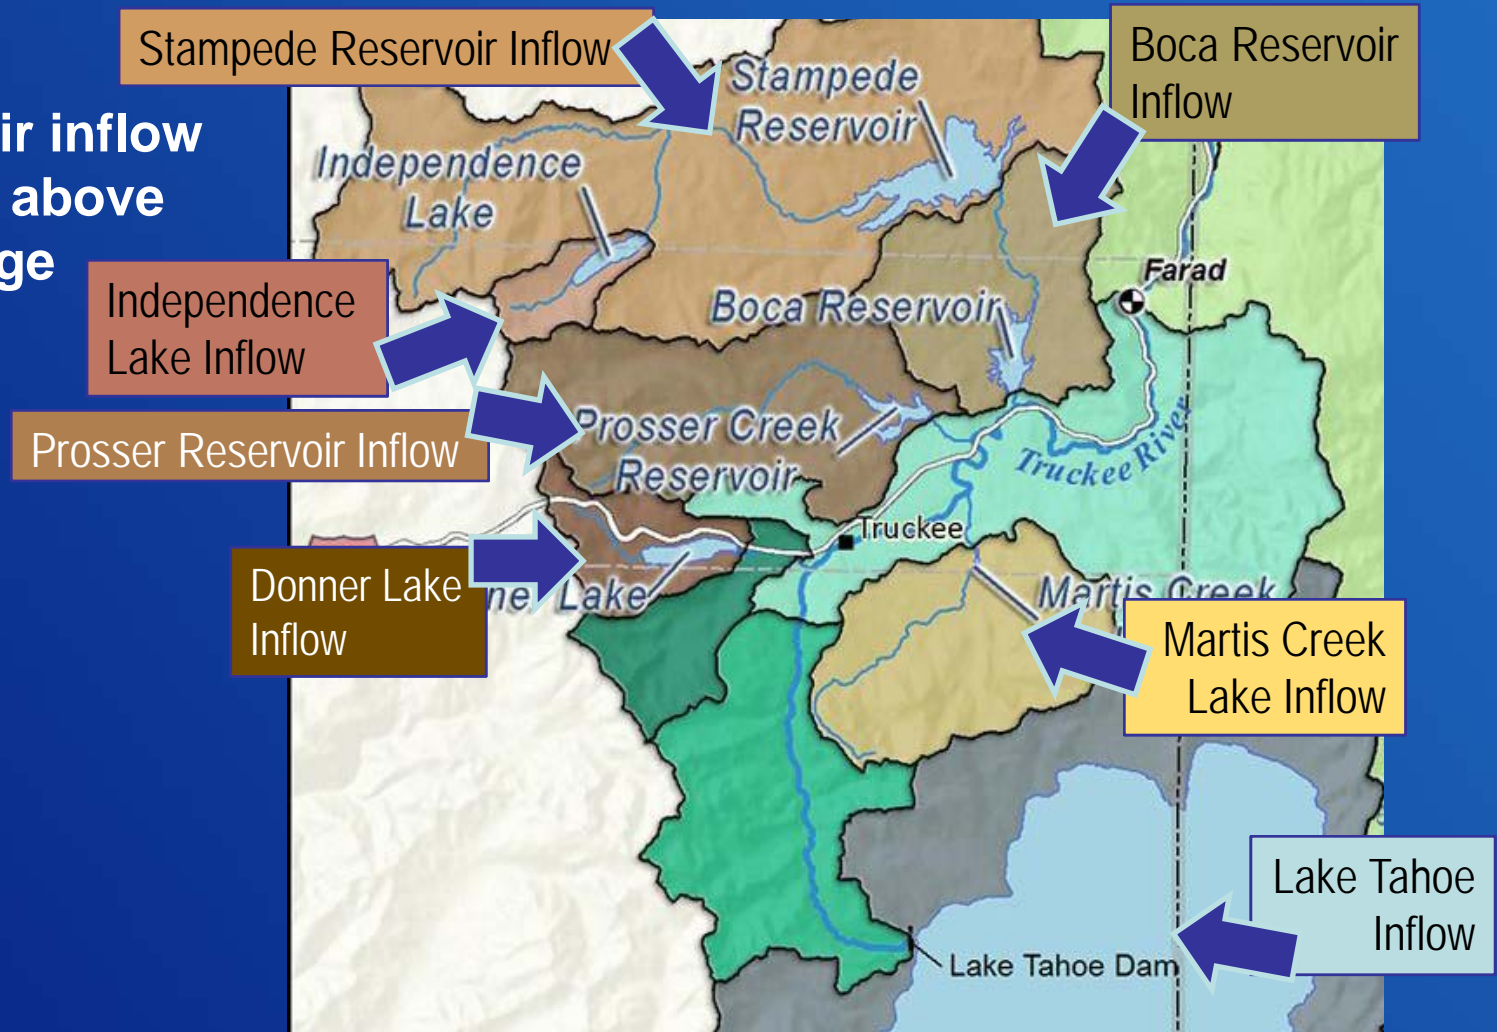 Stampede Reservoir Inflow
Boca Reservoir
Inflow
ir inflow
above
ge
Stampede
Reservoir
Independence
Lake
Independence
Lake Inflow
Farad
Boca Reservoir
Prosser Reservoir Inflow
Prosser Creek
Reservoir
Truckee River
Truckee
Donner Lake
Inflow
ner Lake
Martis Creek
Martis Creek
Lake Inflow
Lake Tahoe
Inflow
Lake Tahoe Dam